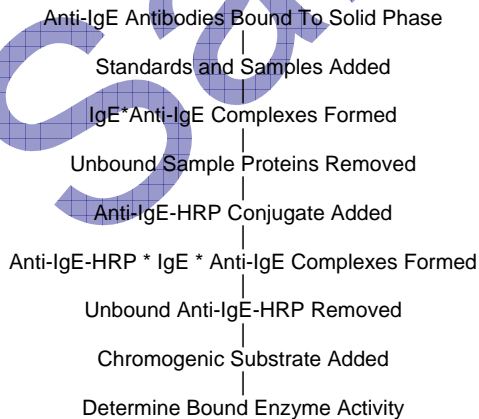 Anti-IgE Antibodies Bound To Solid Phase
Standards and Samples Added
IgE*Anti-IgE Complexes Formed
Unbound Sample Proteins Removed
Anti-IgE-HRP Conjugate Added
Anti-IgE-HRP * IgE * Anti-IgE Complexes Formed
Unbound Anti-IgE-HRP Removed
Chromogenic Substrate Added
Determine Bound Enzyme Activity